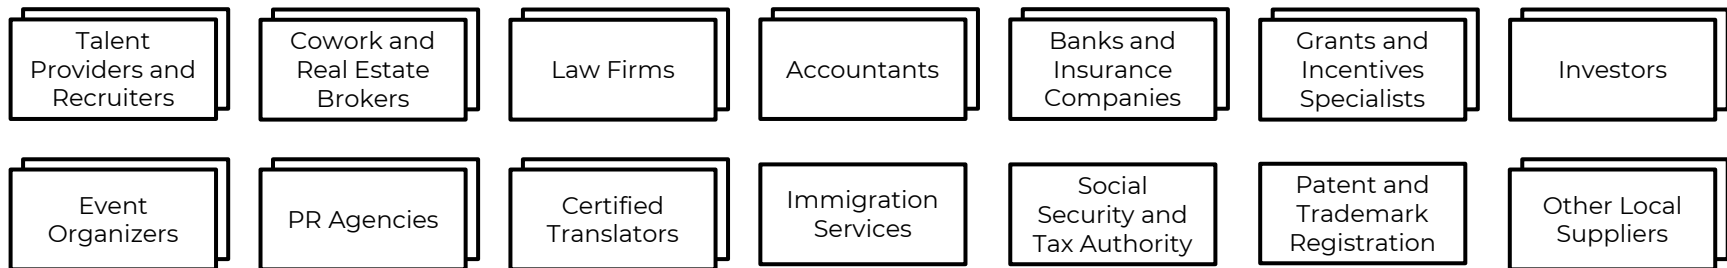 Talent
Providers and
Recruiters
Cowork and
Real Estate
Brokers
Law Firms
Accountants
Banks and
Insurance
Companies
Grants and
Incentives
Specialists
Investors
Event
Organizers
PR Agencies
Certified
Translators
Immigration
Services
Social
Security and
Tax Authority
Patent and
Trademark
Registration
Other Local
Suppliers